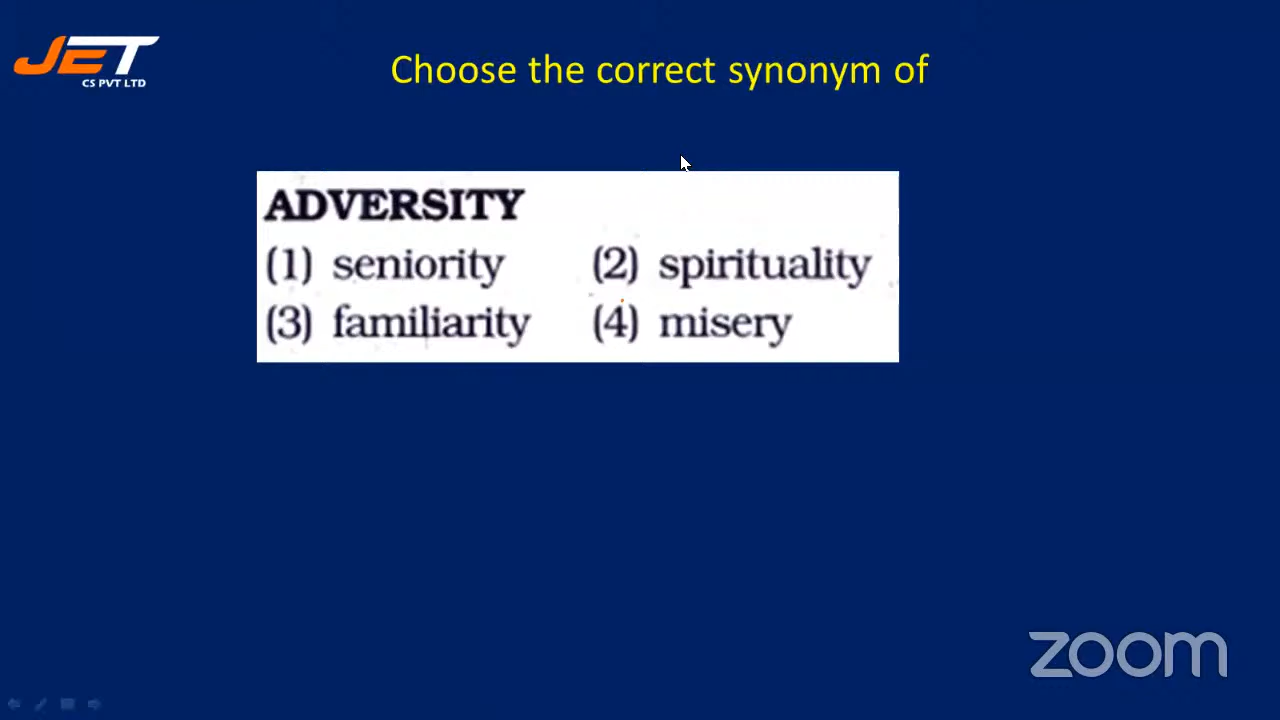 JET
CS PVT LTD
Choose the correct synonym of
ADVERSITY
(1) seniority (2) spirituality
(3) familiarity (4) misery
zoom